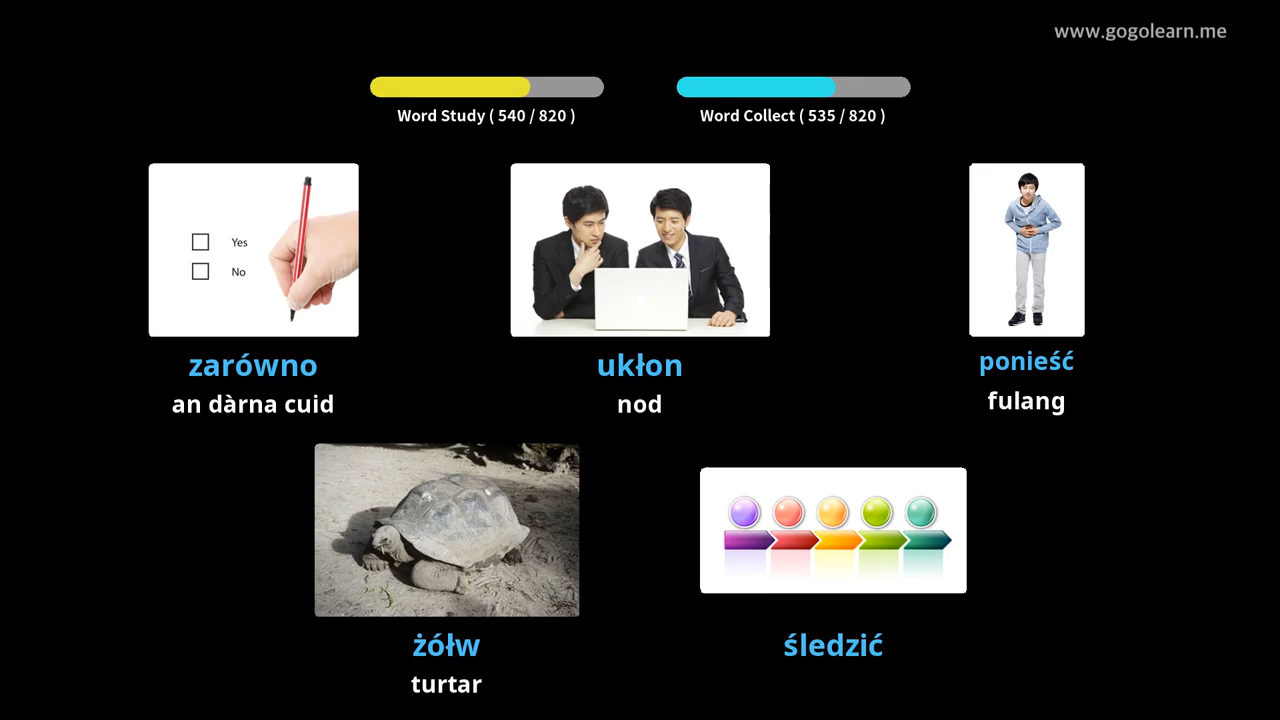 www.gogolearn.me
Word Study ( 540 / 820 )
Word Collect ( 535 / 820 )
Yes
No
zarówno
an dàrna cuid
ukłon
nod
ponieść
fulang
żółw
turtar
śledzić